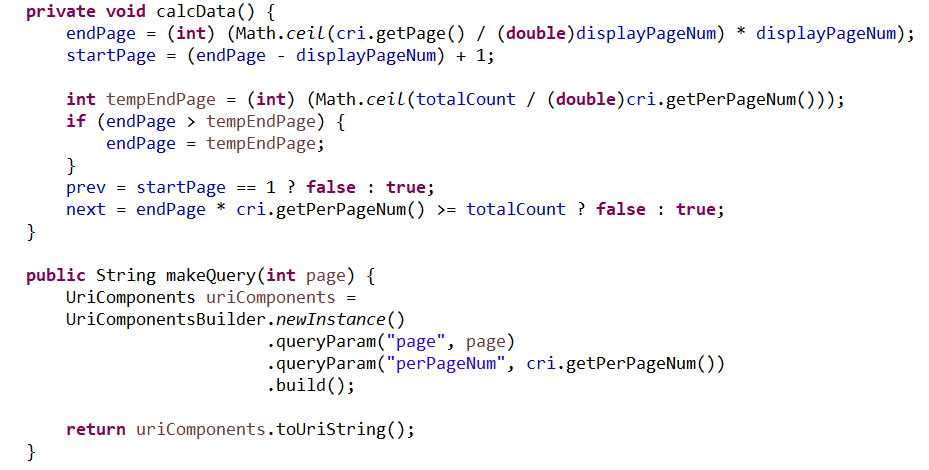 private void calcData() {
    endPage = (int) (Math.ceil(cri.getPage() / (double)displayPageNum) * displayPageNum);
    startPage = (endPage - displayPageNum) + 1;

    int tempEndPage = (int) (Math.ceil(totalCount / (double)cri.getPerPageNum()));
    if (endPage > tempEndPage) {
        endPage = tempEndPage;
    }
    prev = startPage == 1 ? false : true;
    next = endPage * cri.getPerPageNum() >= totalCount ? false : true;
}

public String makeQuery(int page) {
    UriComponents uriComponents =
    UriComponentsBuilder.newInstance()
                        .queryParam("page", page)
                        .queryParam("perPageNum", cri.getPerPageNum())
                        .build();

    return uriComponents.toUriString();
}